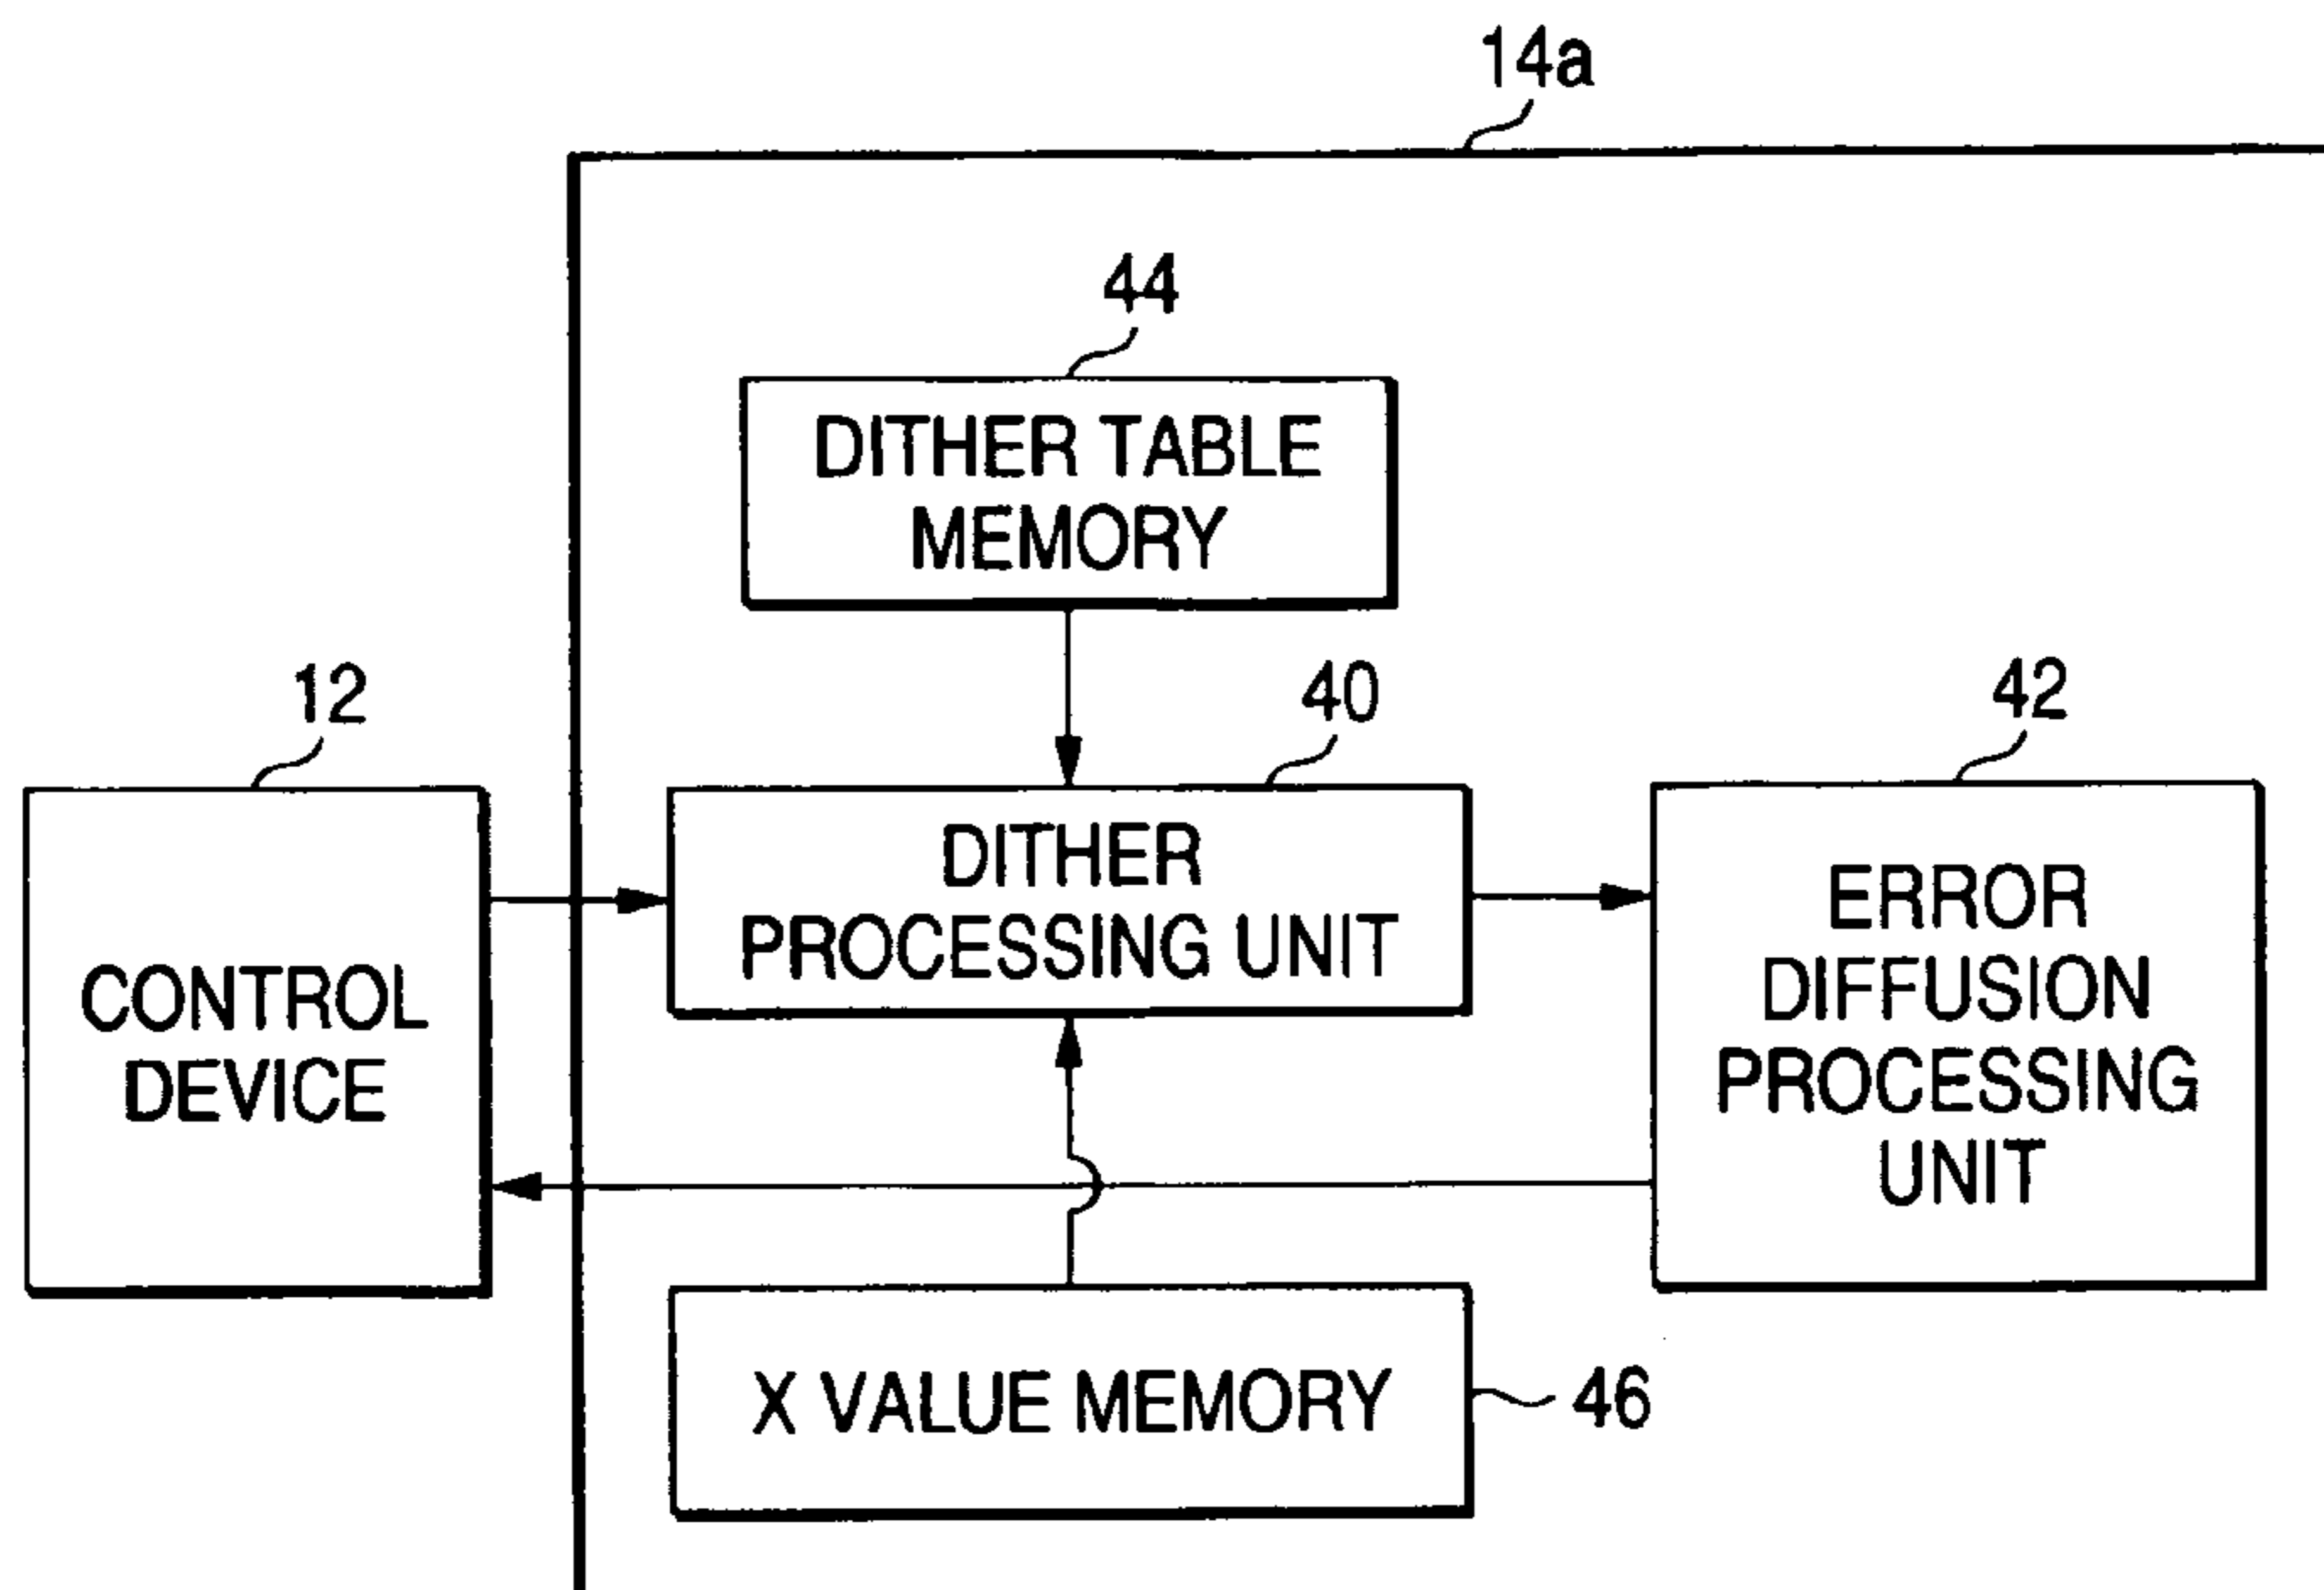 14a
44
DITHER TABLE
MEMORY
12
40
42
CONTROL
DEVICE
DITHER
PROCESSING UNIT
ERROR
DIFFUSION
PROCESSING
UNIT
X VALUE MEMORY
46